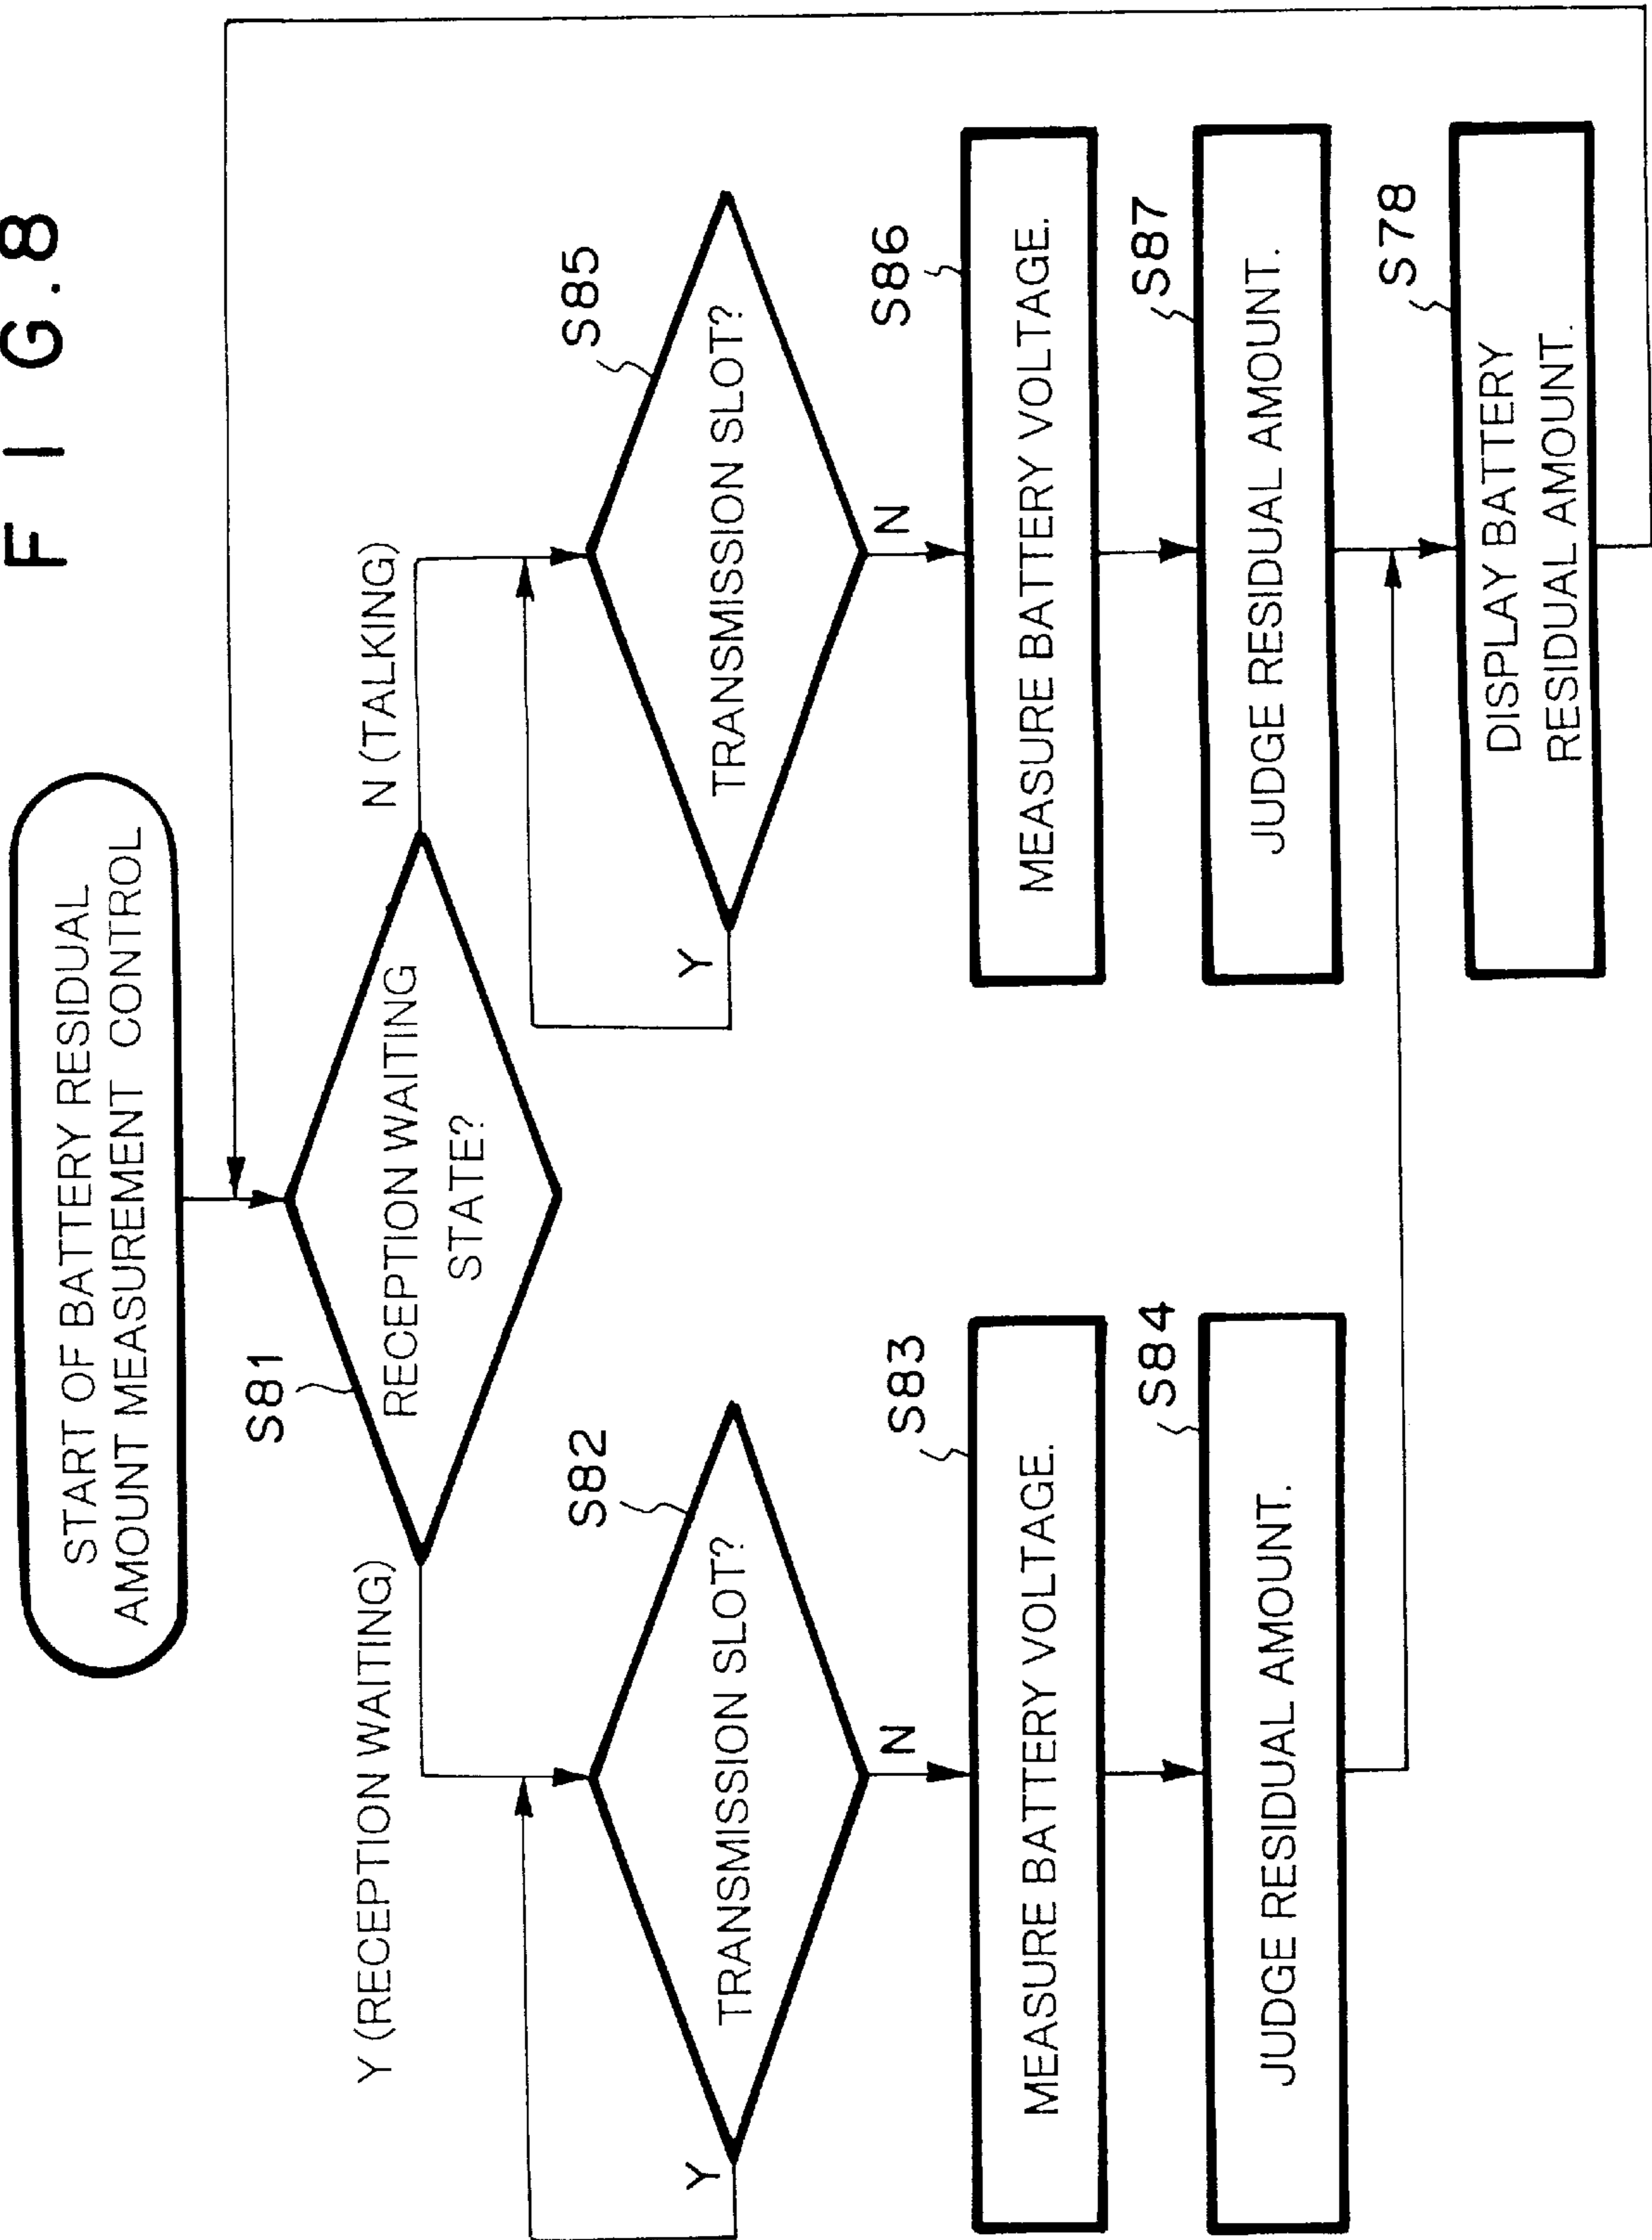 FIG.8
START OF BATTERY RESIDUAL
AMOUNT MEASUREMENT CONTROL
S81
RECEPTION WAITING
STATE?
Y (RECEPTION WAITING)
N (TALKING)
S82
TRANSMISSION SLOT?
Y
N
S83
MEASURE BATTERY VOLTAGE.
S84
JUDGE RESIDUAL AMOUNT.
S85
TRANSMISSION SLOT?
Y
N
S86
MEASURE BATTERY VOLTAGE.
S87
JUDGE RESIDUAL AMOUNT.
S78
DISPLAY BATTERY
RESIDUAL AMOUNT.